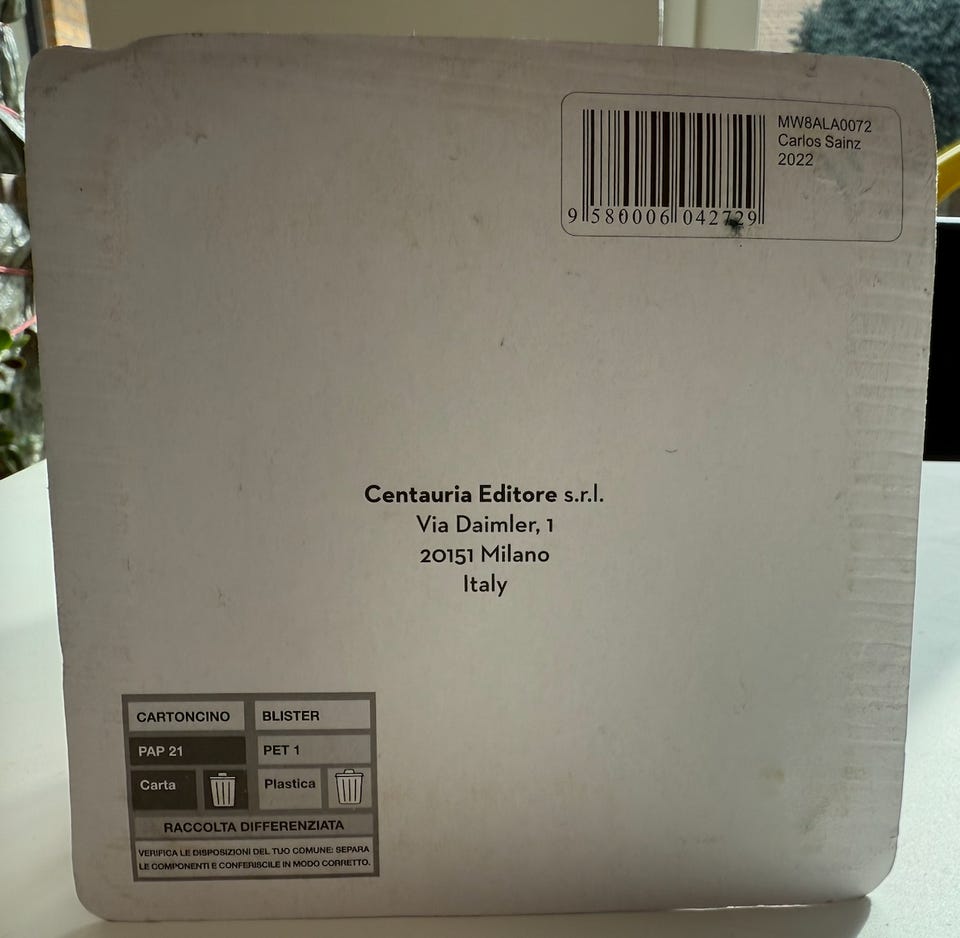 MW8ALA0072
Carlos Sainz
2022
9 580006 042729
Centauria Editore s.r.l.
Via Daimler, 1
20151 Milano
Italy
CARTONCINO BLISTER
PAP 21 PET 1
Carta Plastica
RACCOLTA DIFFERENZIATA
VERIFICA LE DISPOSIZIONI DEL TUO COMUNE: SEPARA
LE COMPONENTI E CONFERISCILE IN MODO CORRETTO.